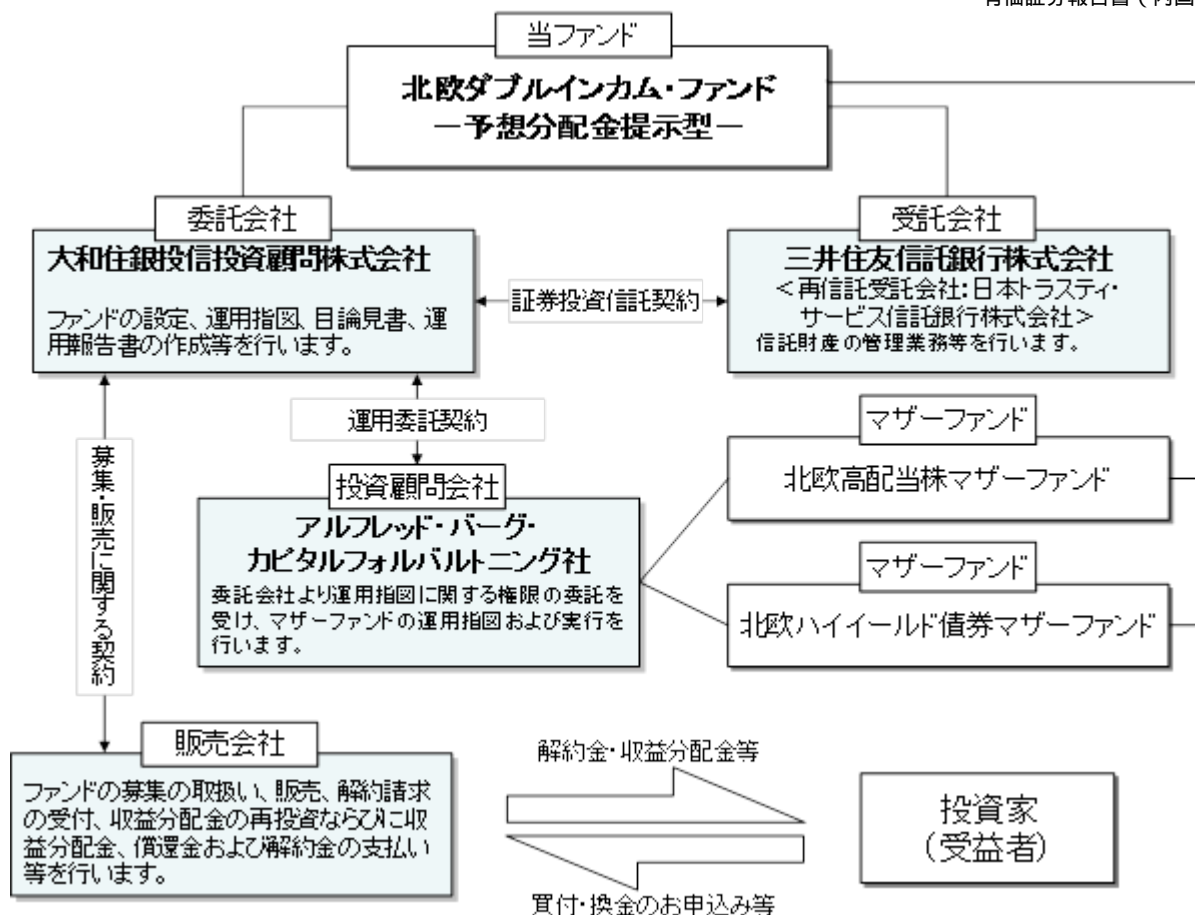 当ファンド
北欧ダブルインカム・ファンド
－予想分配金提示型－
委託会社
大和住銀投信投資顧問株式会社
ファンドの設定、運用指図、目論見書、運
用報告書の作成等を行います。
証券投資信託契約
受託会社
三井住友信託銀行株式会社
＜再信託受託会社：日本トラスティ・
サービス信託銀行株式会社＞
信託財産の管理業務等を行います。
運用委託契約
募集・販売に関する契約
投資顧問会社
アルフレッド・バーグ・
カピタルフォルバルトニング社
委託会社より運用指図に関する権限の委託を
受け、マザーファンドの運用指図および実行を
行います。
マザーファンド
北欧高配当株マザーファンド
マザーファンド
北欧ハイイールド債券マザーファンド
販売会社
ファンドの募集の取扱い、販売、解約請求
の受付、収益分配金の再投資ならびに収
益分配金、償還金および解約金の支払い
等を行います。
解約金・収益分配金等
買付・換金のお申込み等
投資家
（受益者）